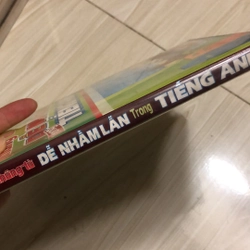 DỄ NHẦM LẪN Trong TIẾNG ANH